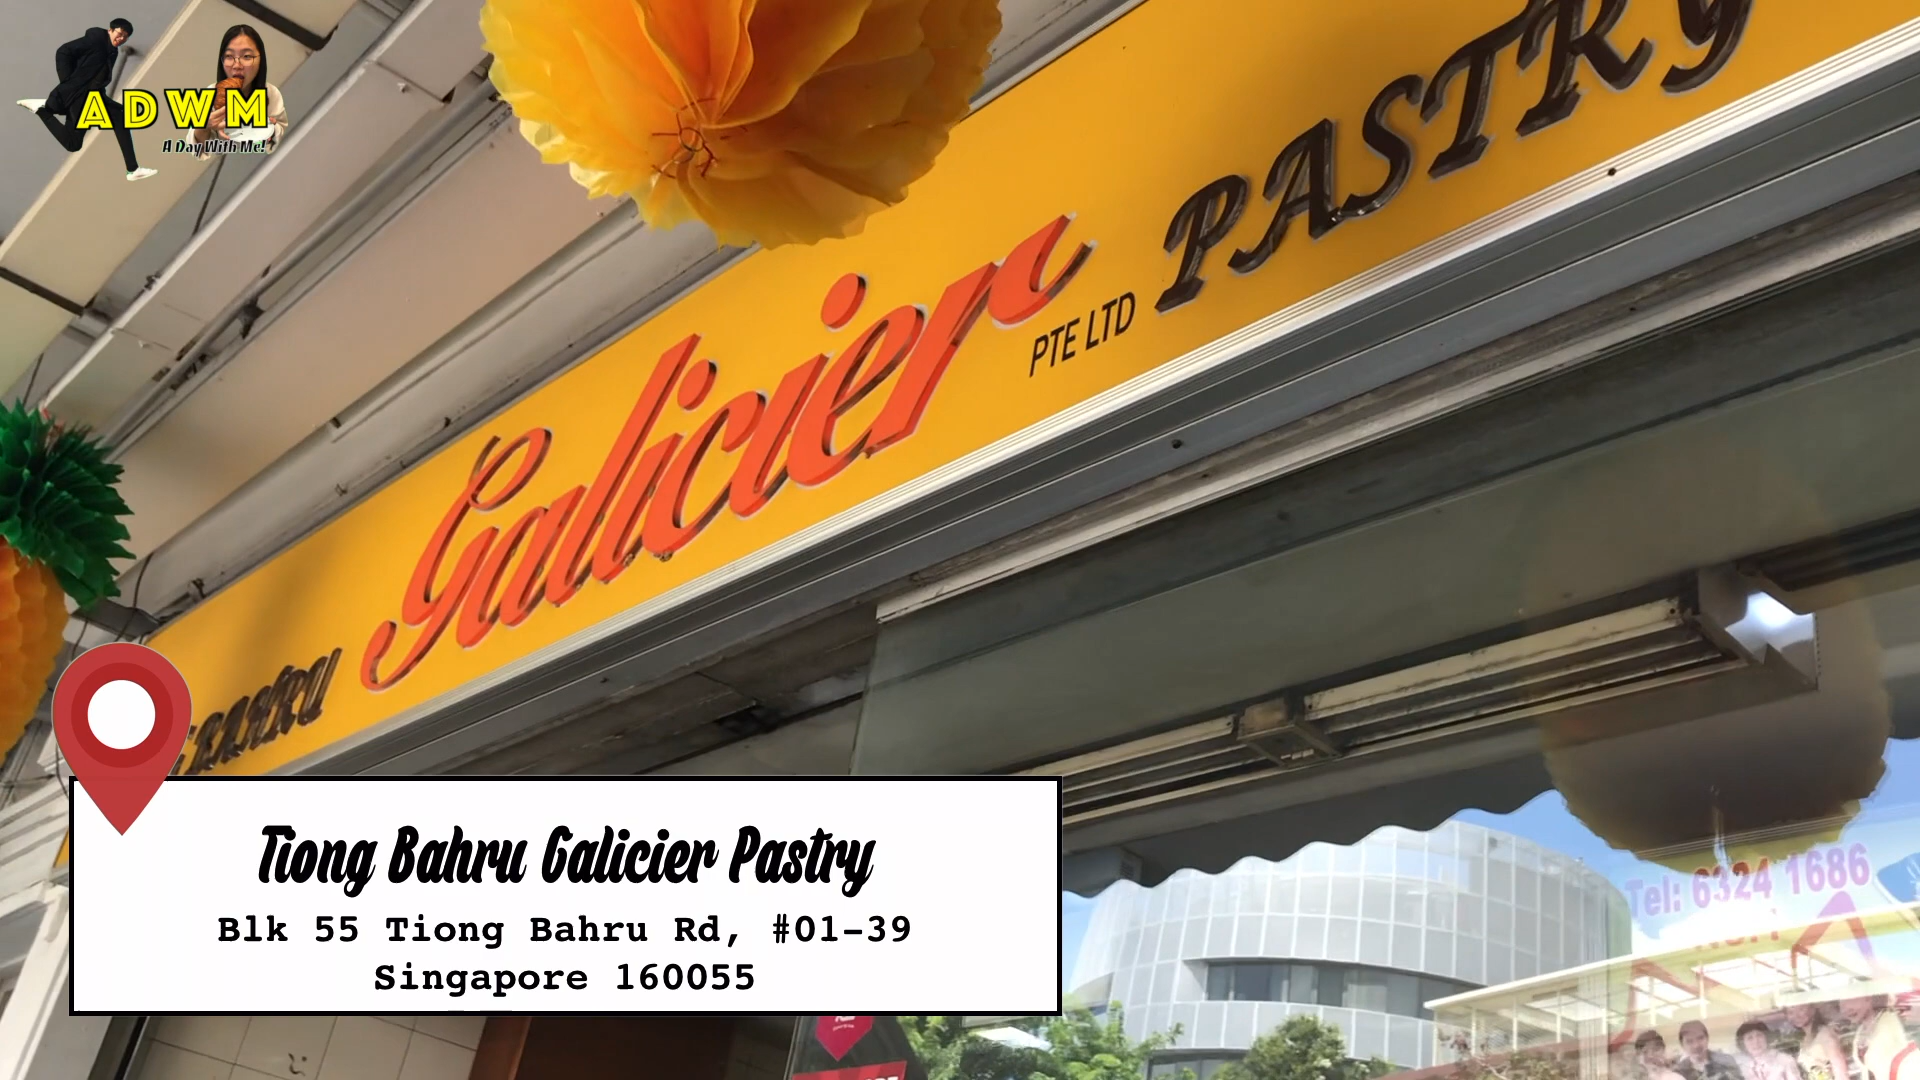 ADWM
A Day With Me!
BAHRU Galicier PTE LTD PASTRY
Tiong Bahru Galicier Pastry
Blk 55 Tiong Bahru Rd, #01-39
Singapore 160055
Tel: 6324 1686